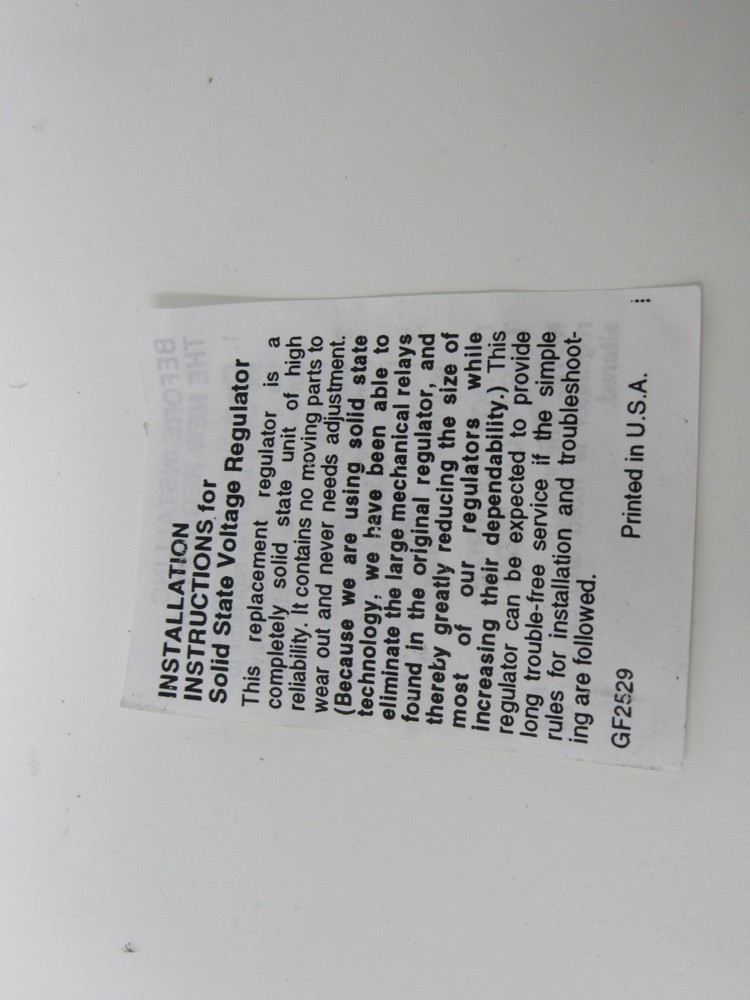 INSTALLATION
INSTRUCTIONS for
Solid State Voltage Regulator
This replacement regulator is a
completely solid state unit of high
reliability. It contains no moving parts to
wear out and never needs adjustment.
(Because we are using solid state
technology, we have been able to
eliminate the large mechanical relays
found in the original regulator, and
thereby greatly reducing the size of
most of our regulators while
increasing their dependability.) This
regulator can be expected to provide
long trouble-free service if the simple
rules for installation and troubleshoot-
ing are followed.
GF2529 Printed in U.S.A.
BEFORE INSTALLING
THE NEW